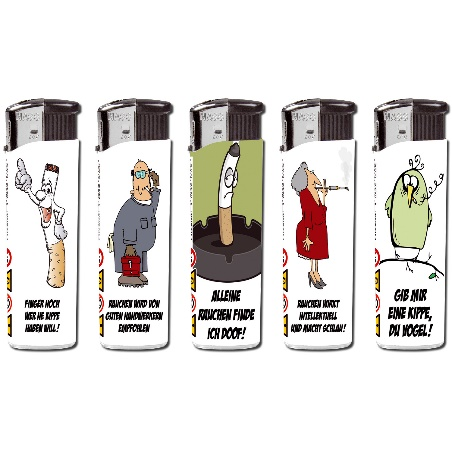 FINGER HOCH
WER NE KIPPE
HABEN WILL!
RAUCHEN WIRD VON
GUTEN HANDWERKERN
EMPFOHLEN
ALLEINE
RAUCHEN FINDE
ICH DOOF!
RAUCHEN WIRKT
INTELLEKTUELL
UND MACHT SCHLAU!
GIB MIR
EINE KIPPE,
DU VOGEL!